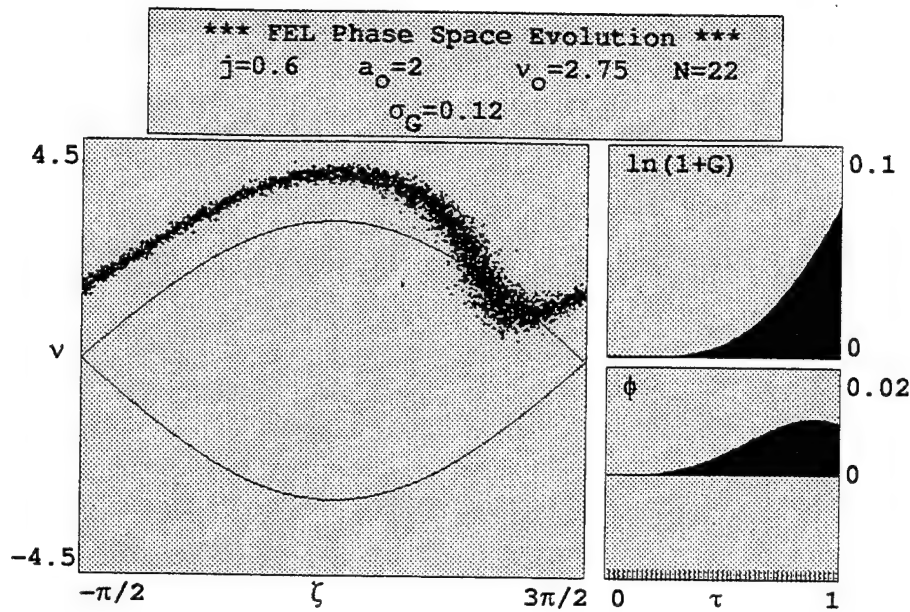 *** FEL Phase Space Evolution ***
j=0.6 a₀=2 ν₀=2.75 N=22
σ_G=0.12
4.5
ν
-4.5
-π/2 ζ 3π/2
ln(1+G) 0.1
0
ϕ 0.02
0
0 τ 1